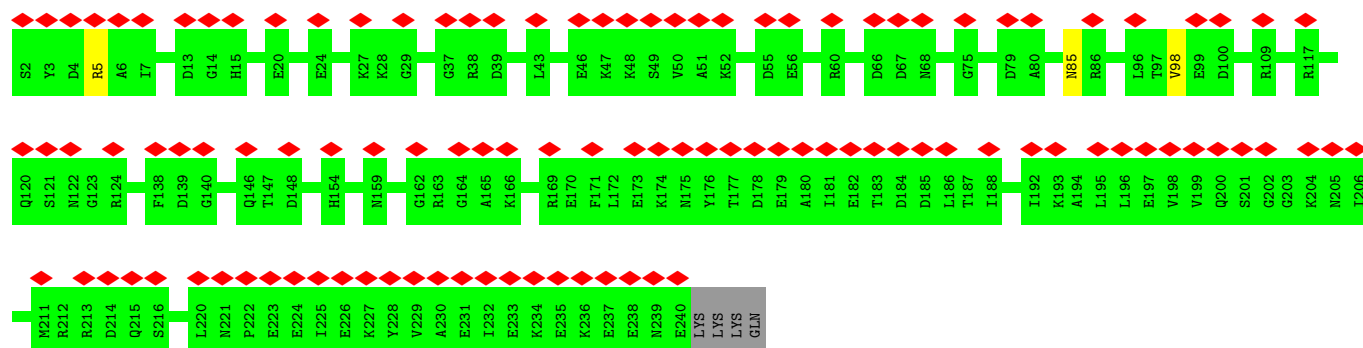 S2 Y3 D4 R5 A6 I7 D13 G14 H15 E20 E24 K27 K28 G29 G37 R38 D39 L43 E46 K47 K48 S49 V50 A51 K52 D55 E56 R60 D66 D67 N68 G75 D79 A80 N85 R86 L96 T97 V98 E99 D100 R109 R117
Q120 S121 N122 G123 R124 F138 D139 G140 Q146 T147 D148 H154 N159 G162 R163 G164 A165 K166 R169 E170 F171 L172 E173 K174 N175 Y176 T177 D178 E179 A180 I181 E182 T183 D184 D185 L186 T187 I188 I192 K193 A194 L195 L196 E197 V198 V199 Q200 S201 G202 G203 K204 N205 I206
M211 R212 R213 D214 Q215 S216 L220 N221 P222 E223 E224 I225 E226 K227 Y228 V229 A230 E231 I232 E233 K234 E235 K236 E237 E238 N239 E240 LYS LYS LYS GLN